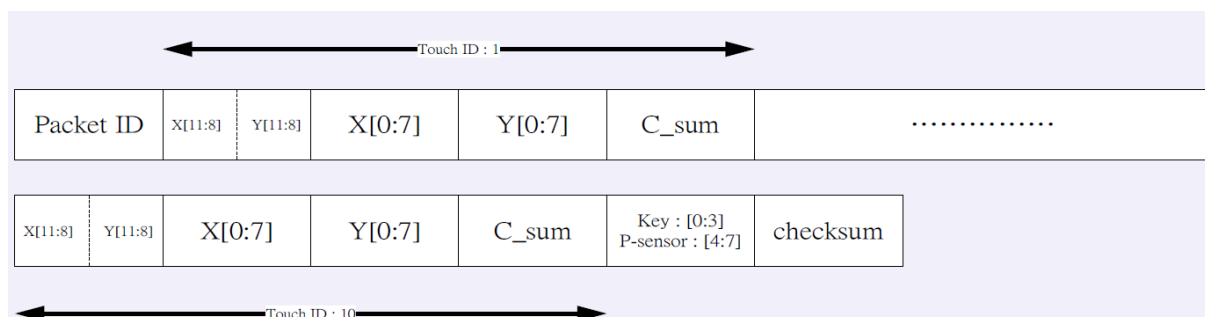 Touch ID : 1
Packet ID X[11:8] Y[11:8] X[0:7] Y[0:7] C_sum ...............
X[11:8] Y[11:8] X[0:7] Y[0:7] C_sum Key : [0:3] P-sensor : [4:7] checksum
Touch ID : 10